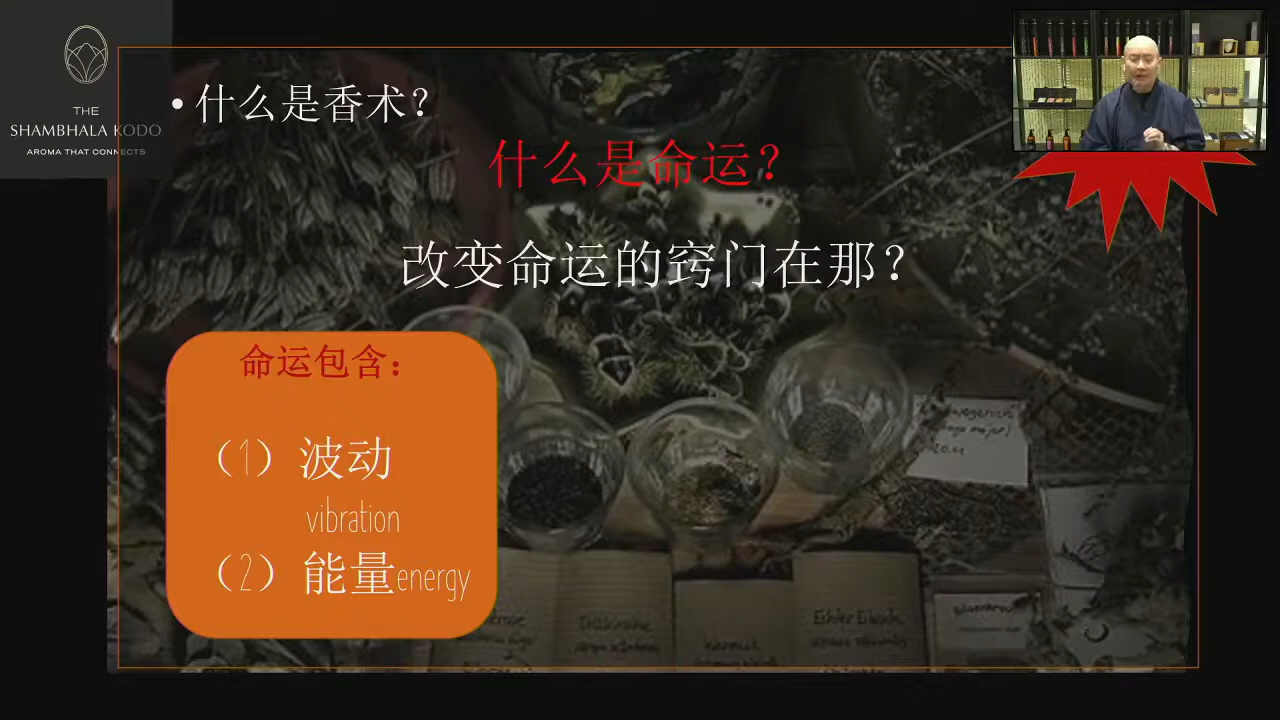 THE
SHAMBHALA KODO
AROMA THAT CONNECTS
• 什么是香术？
什么是命运？
改变命运的窍门在那？
命运包含：
（1）波动
vibration
（2）能量energy